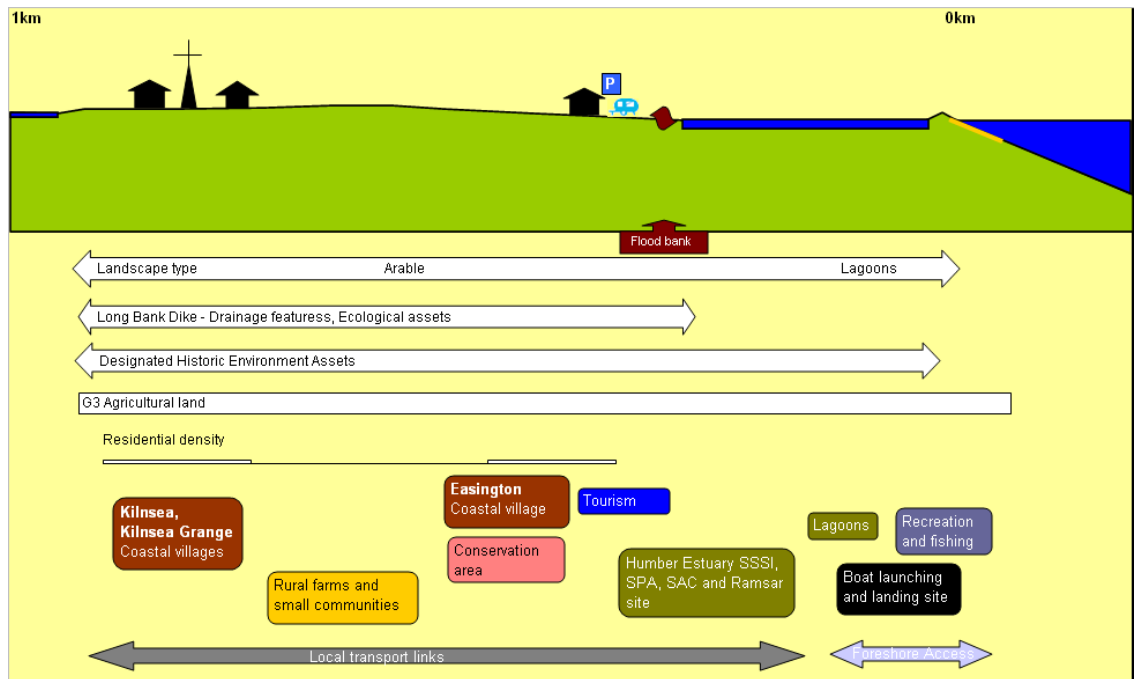 1km
0km
P
Flood bank
Landscape type
Arable
Lagoons
Long Bank Dike - Drainage featuress, Ecological assets
Designated Historic Environment Assets
G3 Agricultural land
Residential density
Kilnsea,
Kilnsea Grange
Coastal villages
Rural farms and
small communities
Easington
Coastal village
Conservation
area
Tourism
Humber Estuary SSSI,
SPA, SAC and Ramsar
site
Lagoons
Recreation
and fishing
Boat launching
and landing site
Local transport links
Foreshore Access